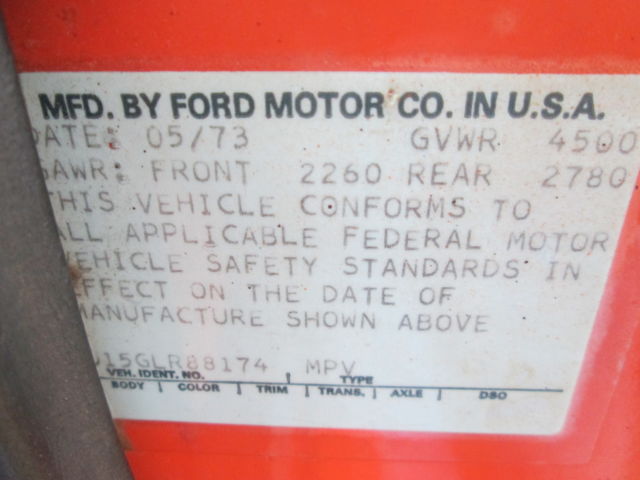 MFD. BY FORD MOTOR CO. IN U.S.A.
DATE: 05/73 GVWR 4500
GAWR: FRONT 2260 REAR 2780
THIS VEHICLE CONFORMS TO
ALL APPLICABLE FEDERAL MOTOR
VEHICLE SAFETY STANDARDS IN
EFFECT ON THE DATE OF
MANUFACTURE SHOWN ABOVE
U15GLR88174 MPV
VEH. IDENT. NO. TYPE
BODY COLOR TRIM TRANS. AXLE DSO